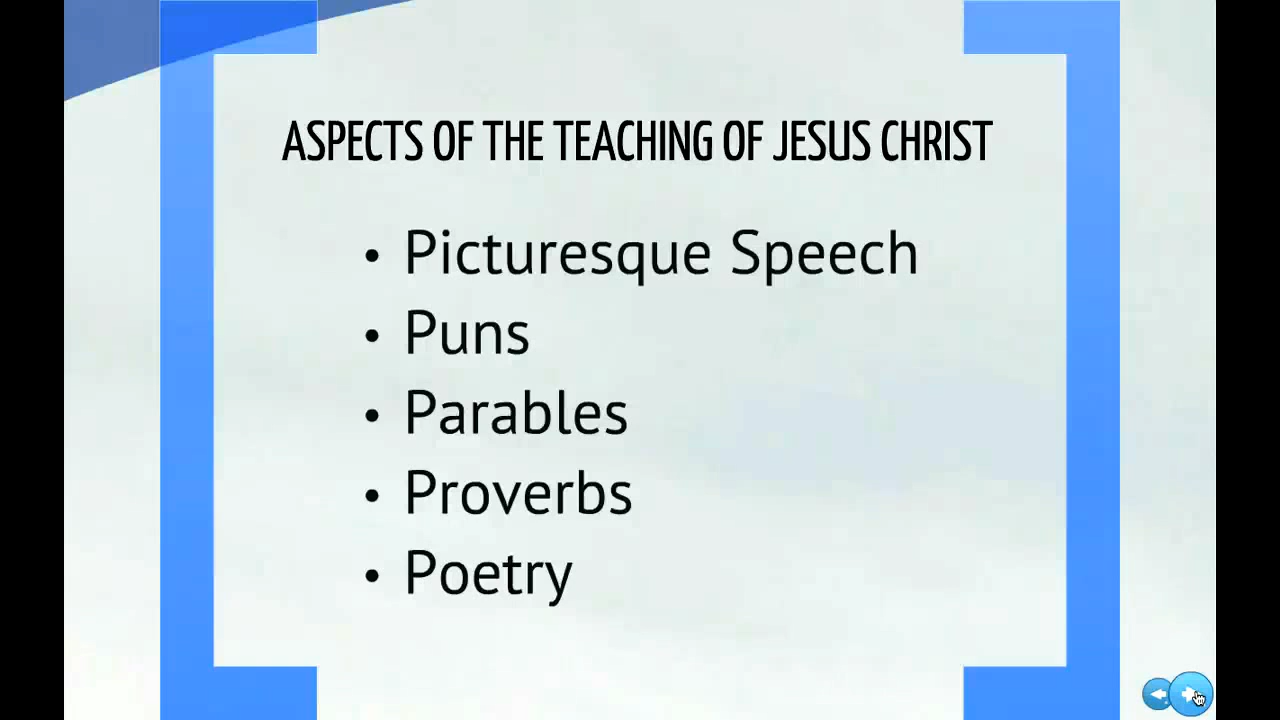 ASPECTS OF THE TEACHING OF JESUS CHRIST
• Picturesque Speech
• Puns
• Parables
• Proverbs
• Poetry